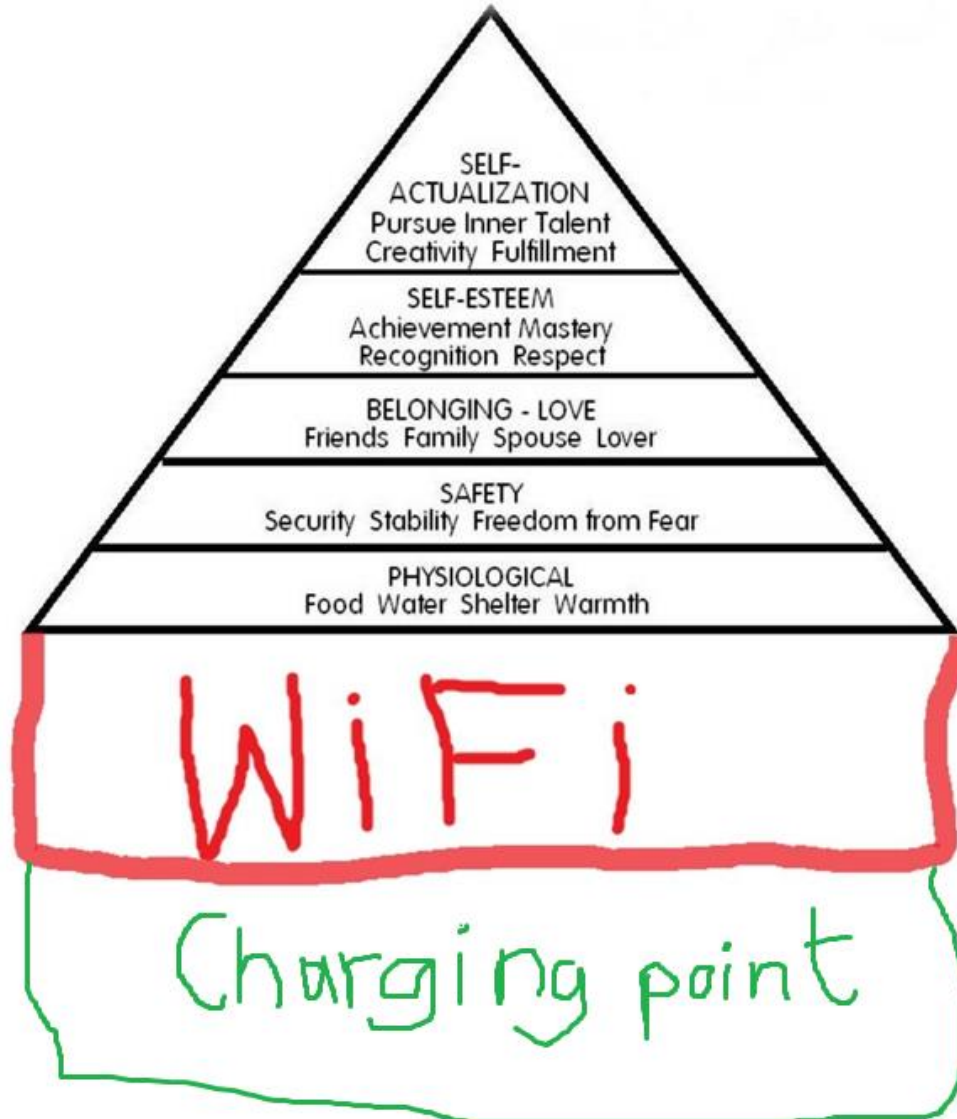 SELF-
ACTUALIZATION
Pursue Inner Talent
Creativity Fulfillment
SELF-ESTEEM
Achievement Mastery
Recognition Respect
BELONGING - LOVE
Friends Family Spouse Lover
SAFETY
Security Stability Freedom from Fear
PHYSIOLOGICAL
Food Water Shelter Warmth
WiFi
Charging point